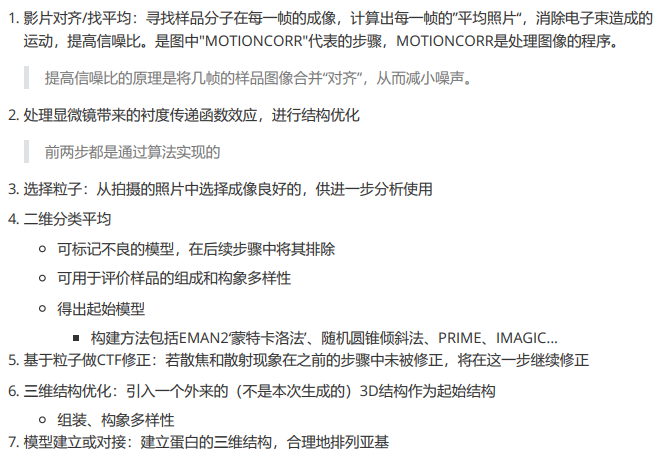 1. 影片对齐/找平均：寻找样品分子在每一帧的成像，计算出每一帧的”平均照片“，消除电子束造成的
运动，提高信噪比。是图中"MOTIONCORR"代表的步骤，MOTIONCORR是处理图像的程序。
提高信噪比的原理是将几帧的样品图像合并“对齐”，从而减小噪声。
2. 处理显微镜带来的衬度传递函数效应，进行结构优化
前两步都是通过算法实现的
3. 选择粒子：从拍摄的照片中选择成像良好的，供进一步分析使用
4. 二维分类平均
可标记不良的模型，在后续步骤中将其排除
可用于评价样品的组成和构象多样性
得出起始模型
构建方法包括EMAN2‘蒙特卡洛法’、随机圆锥倾斜法、PRIME、IMAGIC...
5. 基于粒子做CTF修正：若散焦和散射现象在之前的步骤中未被修正，将在这一步继续修正
6. 三维结构优化：引入一个外来的（不是本次生成的）3D结构作为起始结构
组装、构象多样性
7. 模型建立或对接：建立蛋白的三维结构，合理地排列亚基